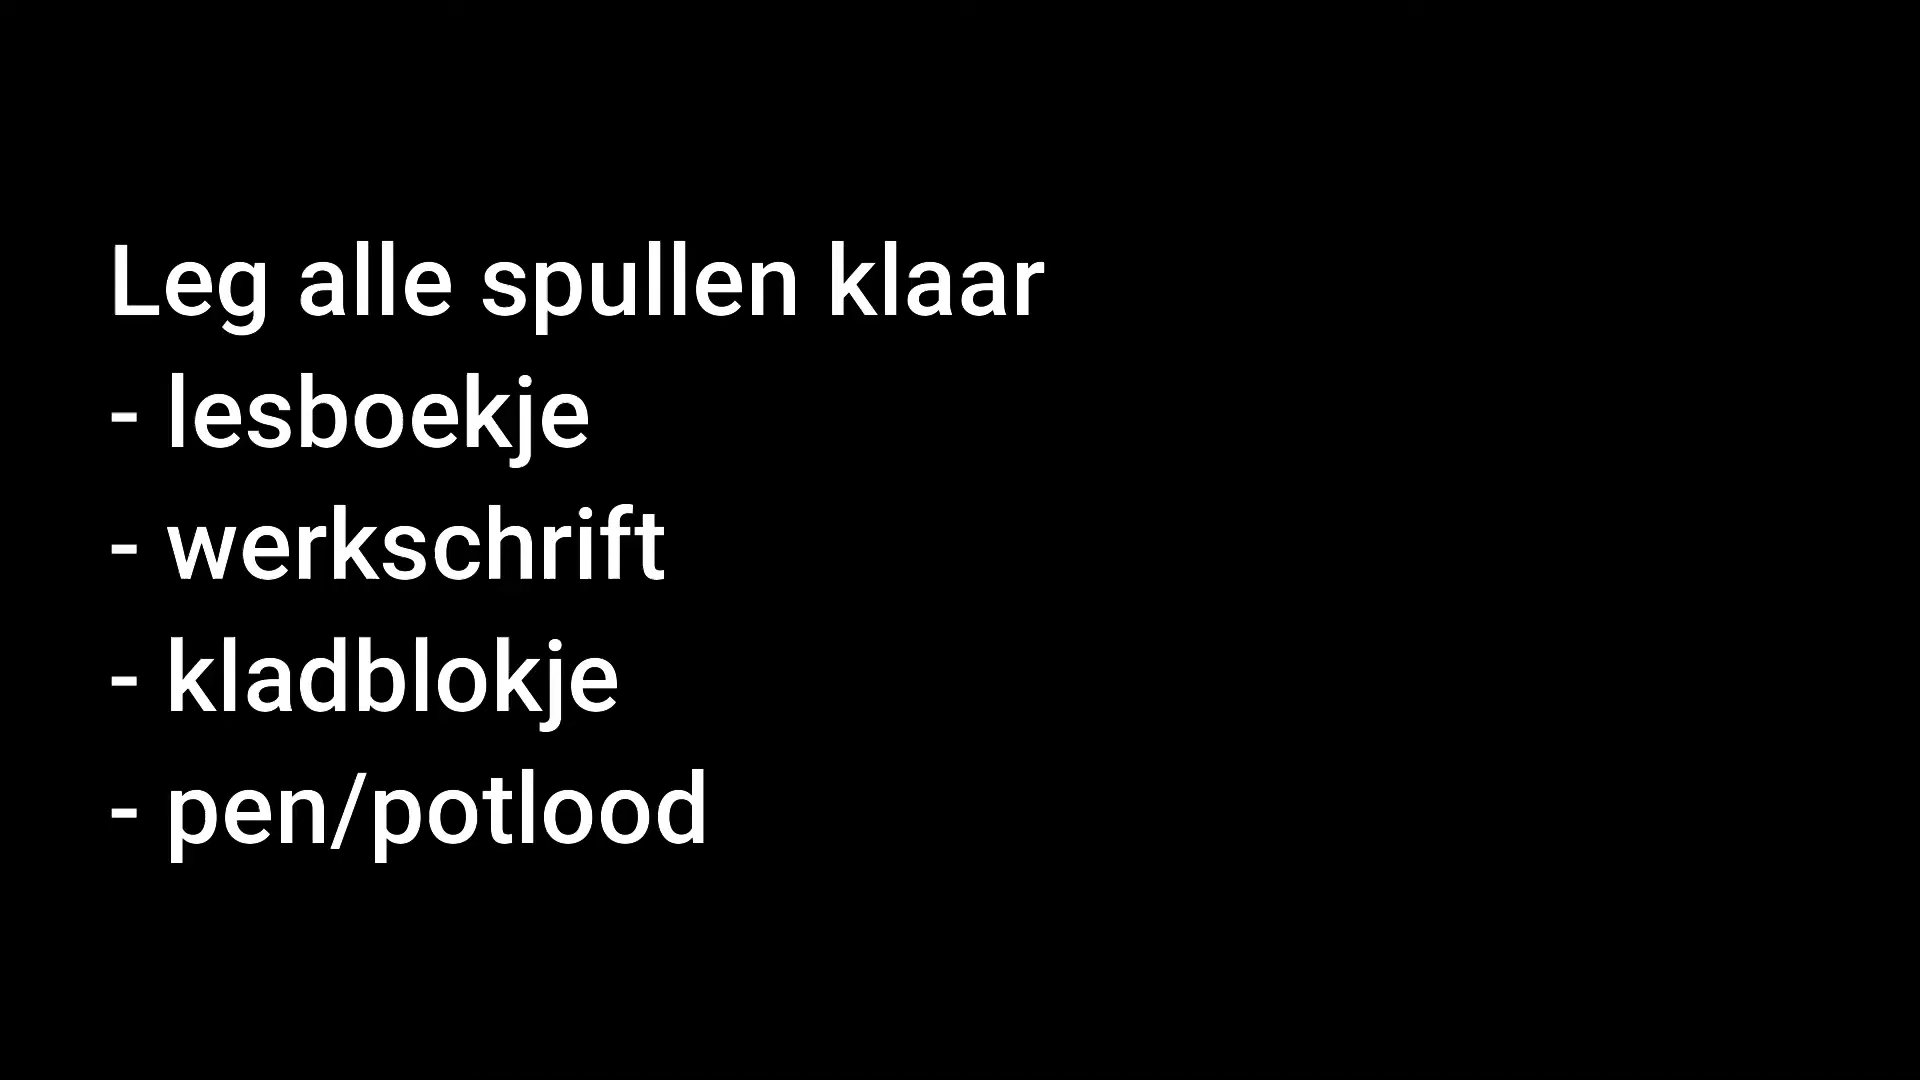 Leg alle spullen klaar
- lesboekje
- werkschrift
- kladblokje
- pen/potlood